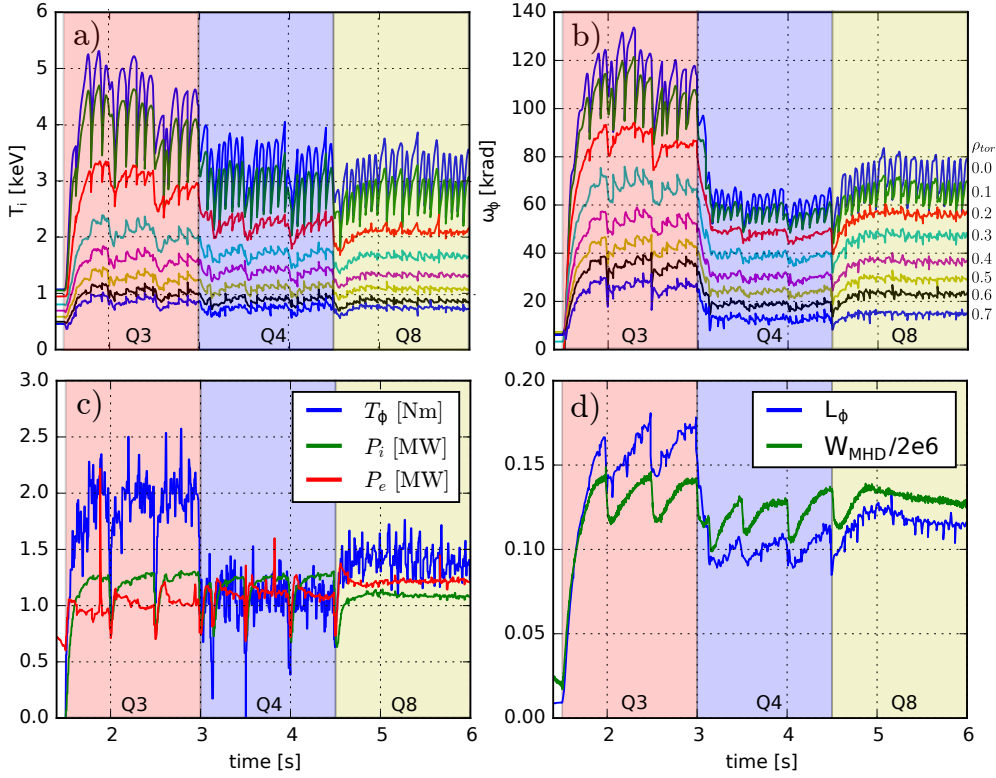 a)
T_i [keV]
6
5
4
3
2
1
0
Q3
Q4
Q8
b)
ω_ϕ [krad]
140
120
100
80
60
40
20
0
Q3
Q4
Q8
ρ_tor
0.0
0.1
0.2
0.3
0.4
0.5
0.6
0.7
c)
3.0
2.5
2.0
1.5
1.0
0.5
0.0
T_ϕ [Nm]
P_i [MW]
P_e [MW]
Q3
Q4
Q8
2
3
4
5
6
time [s]
d)
0.20
0.15
0.10
0.05
0.00
L_ϕ
W_MHD/2e6
Q3
Q4
Q8
2
3
4
5
6
time [s]